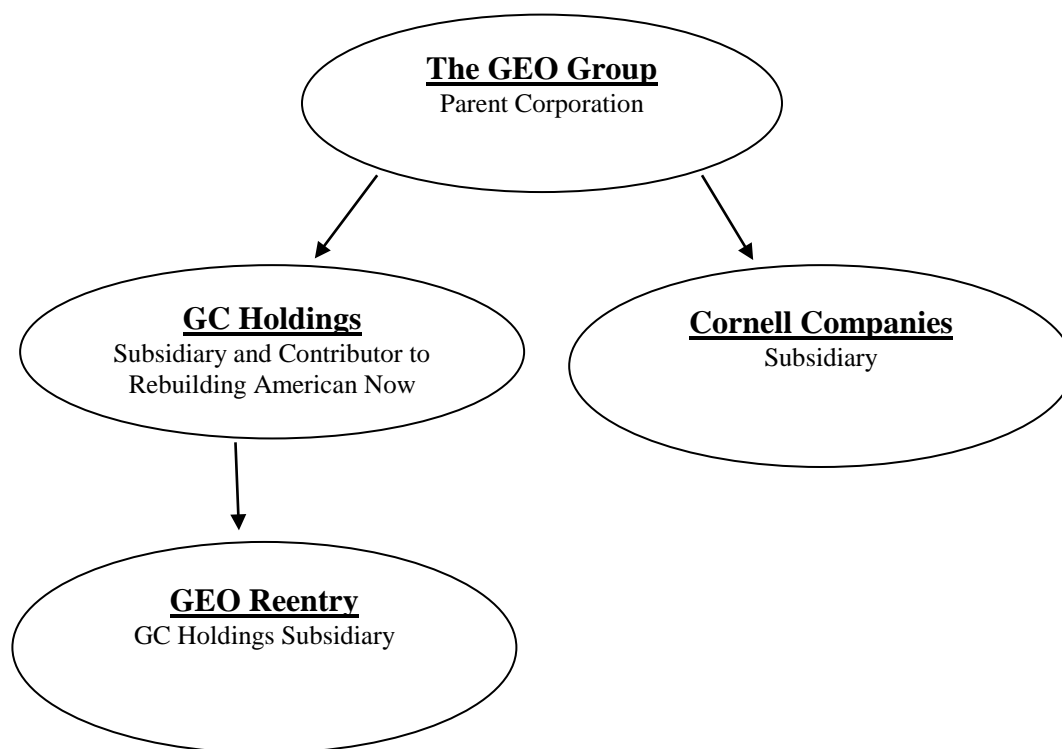 The GEO Group
Parent Corporation
GC Holdings
Subsidiary and Contributor to
Rebuilding American Now
Cornell Companies
Subsidiary
GEO Reentry
GC Holdings Subsidiary